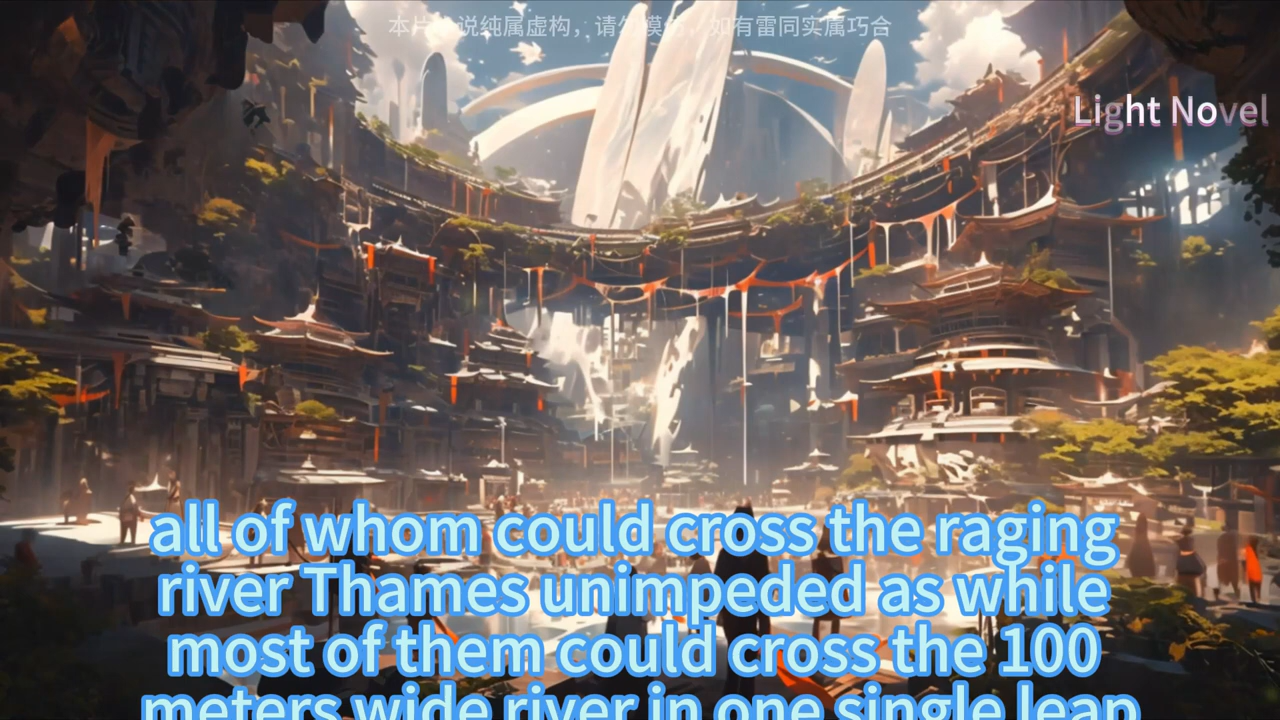 本片小说纯属虚构，请勿模仿，如有雷同实属巧合
Light Novel
all of whom could cross the raging
river Thames unimpeded as while
most of them could cross the 100
meters wide river in one single leap